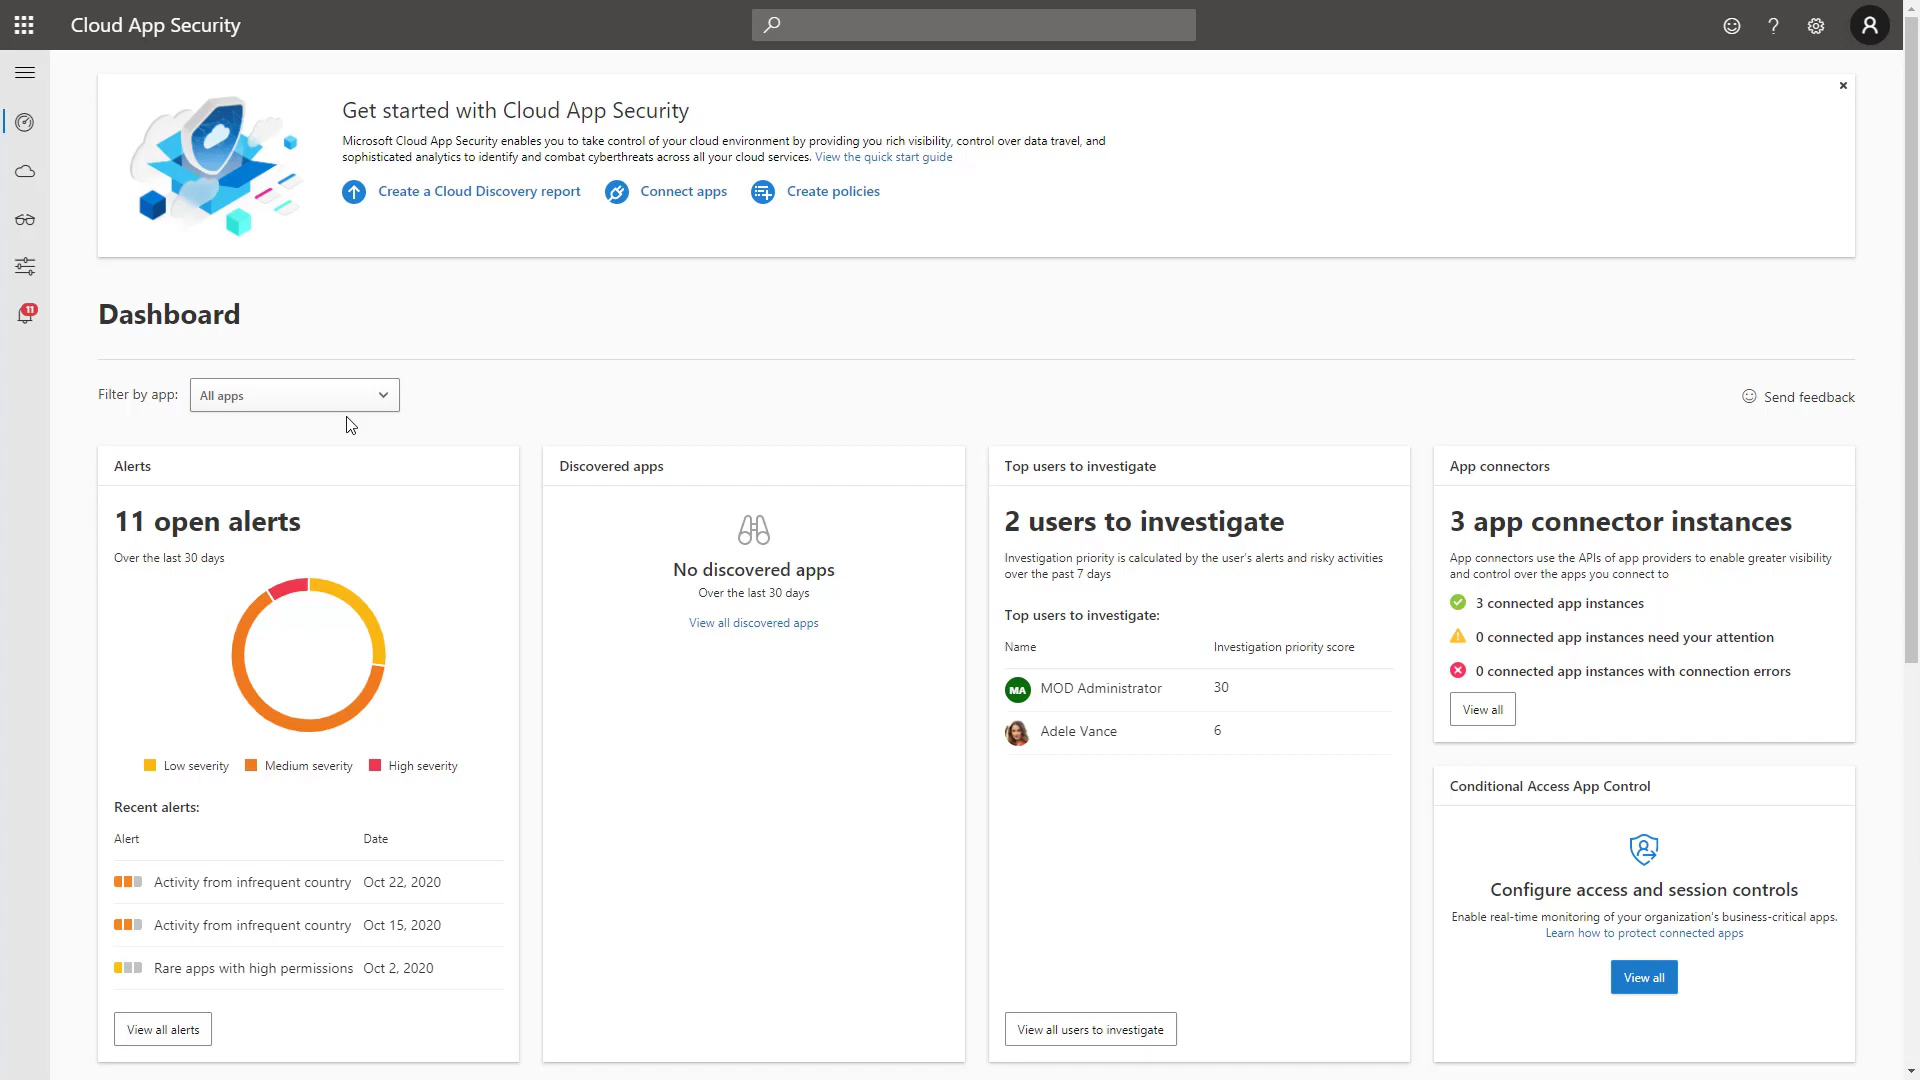 Cloud App Security
Get started with Cloud App Security
Microsoft Cloud App Security enables you to take control of your cloud environment by providing you rich visibility, control over data travel, and
sophisticated analytics to identify and combat cyberthreats across all your cloud services. View the quick start guide
Create a Cloud Discovery report
Connect apps
Create policies
11
Dashboard
Filter by app:
All apps
Send feedback
Alerts
11 open alerts
Over the last 30 days
Low severity
Medium severity
High severity
Recent alerts:
Alert Date
Activity from infrequent country Oct 22, 2020
Activity from infrequent country Oct 15, 2020
Rare apps with high permissions Oct 2, 2020
View all alerts
Discovered apps
No discovered apps
Over the last 30 days
View all discovered apps
Top users to investigate
2 users to investigate
Investigation priority is calculated by the user's alerts and risky activities
over the past 7 days
Top users to investigate:
Name Investigation priority score
MA MOD Administrator 30
Adele Vance 6
View all users to investigate
App connectors
3 app connector instances
App connectors use the APIs of app providers to enable greater visibility
and control over the apps you connect to
3 connected app instances
0 connected app instances need your attention
0 connected app instances with connection errors
View all
Conditional Access App Control
Configure access and session controls
Enable real-time monitoring of your organization's business-critical apps.
Learn how to protect connected apps
View all